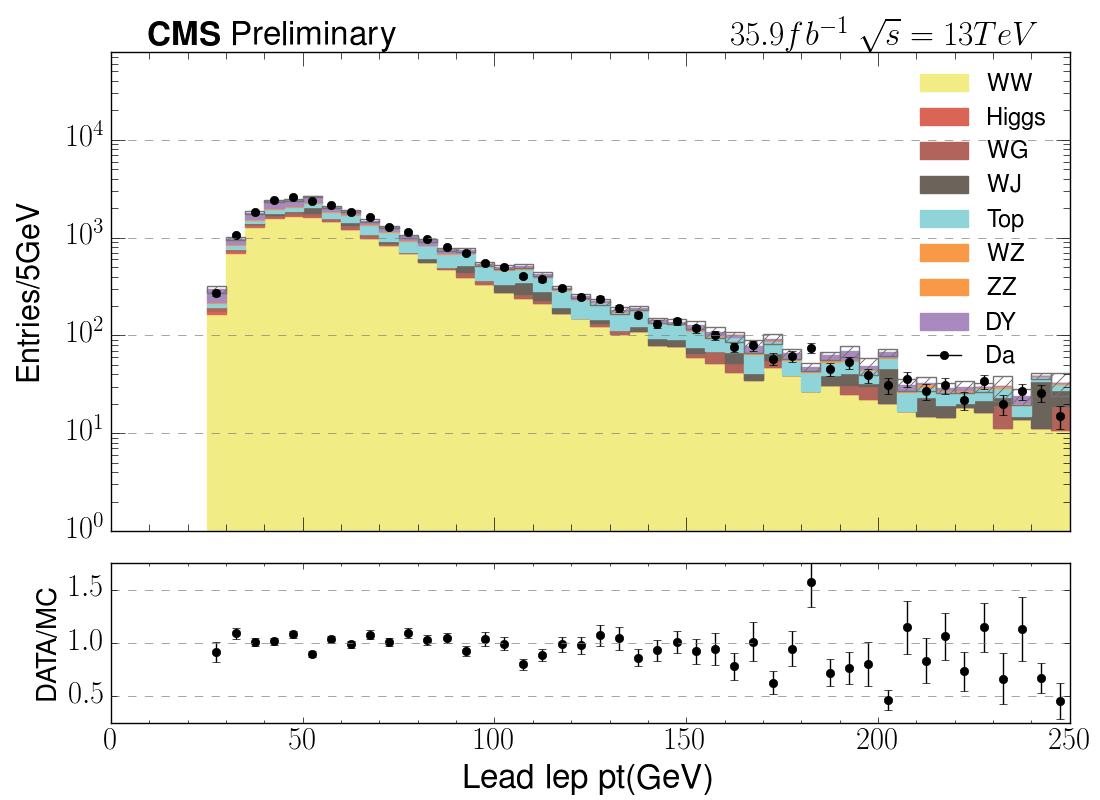 CMS Preliminary 35.9fb⁻¹ √s = 13TeV
WW
Higgs
WG
WJ
Top
WZ
ZZ
DY
Da
Entries/5GeV
10⁴
10³
10²
10¹
10⁰
DATA/MC
1.5
1.0
0.5
0 50 100 150 200 250
Lead lep pt(GeV)